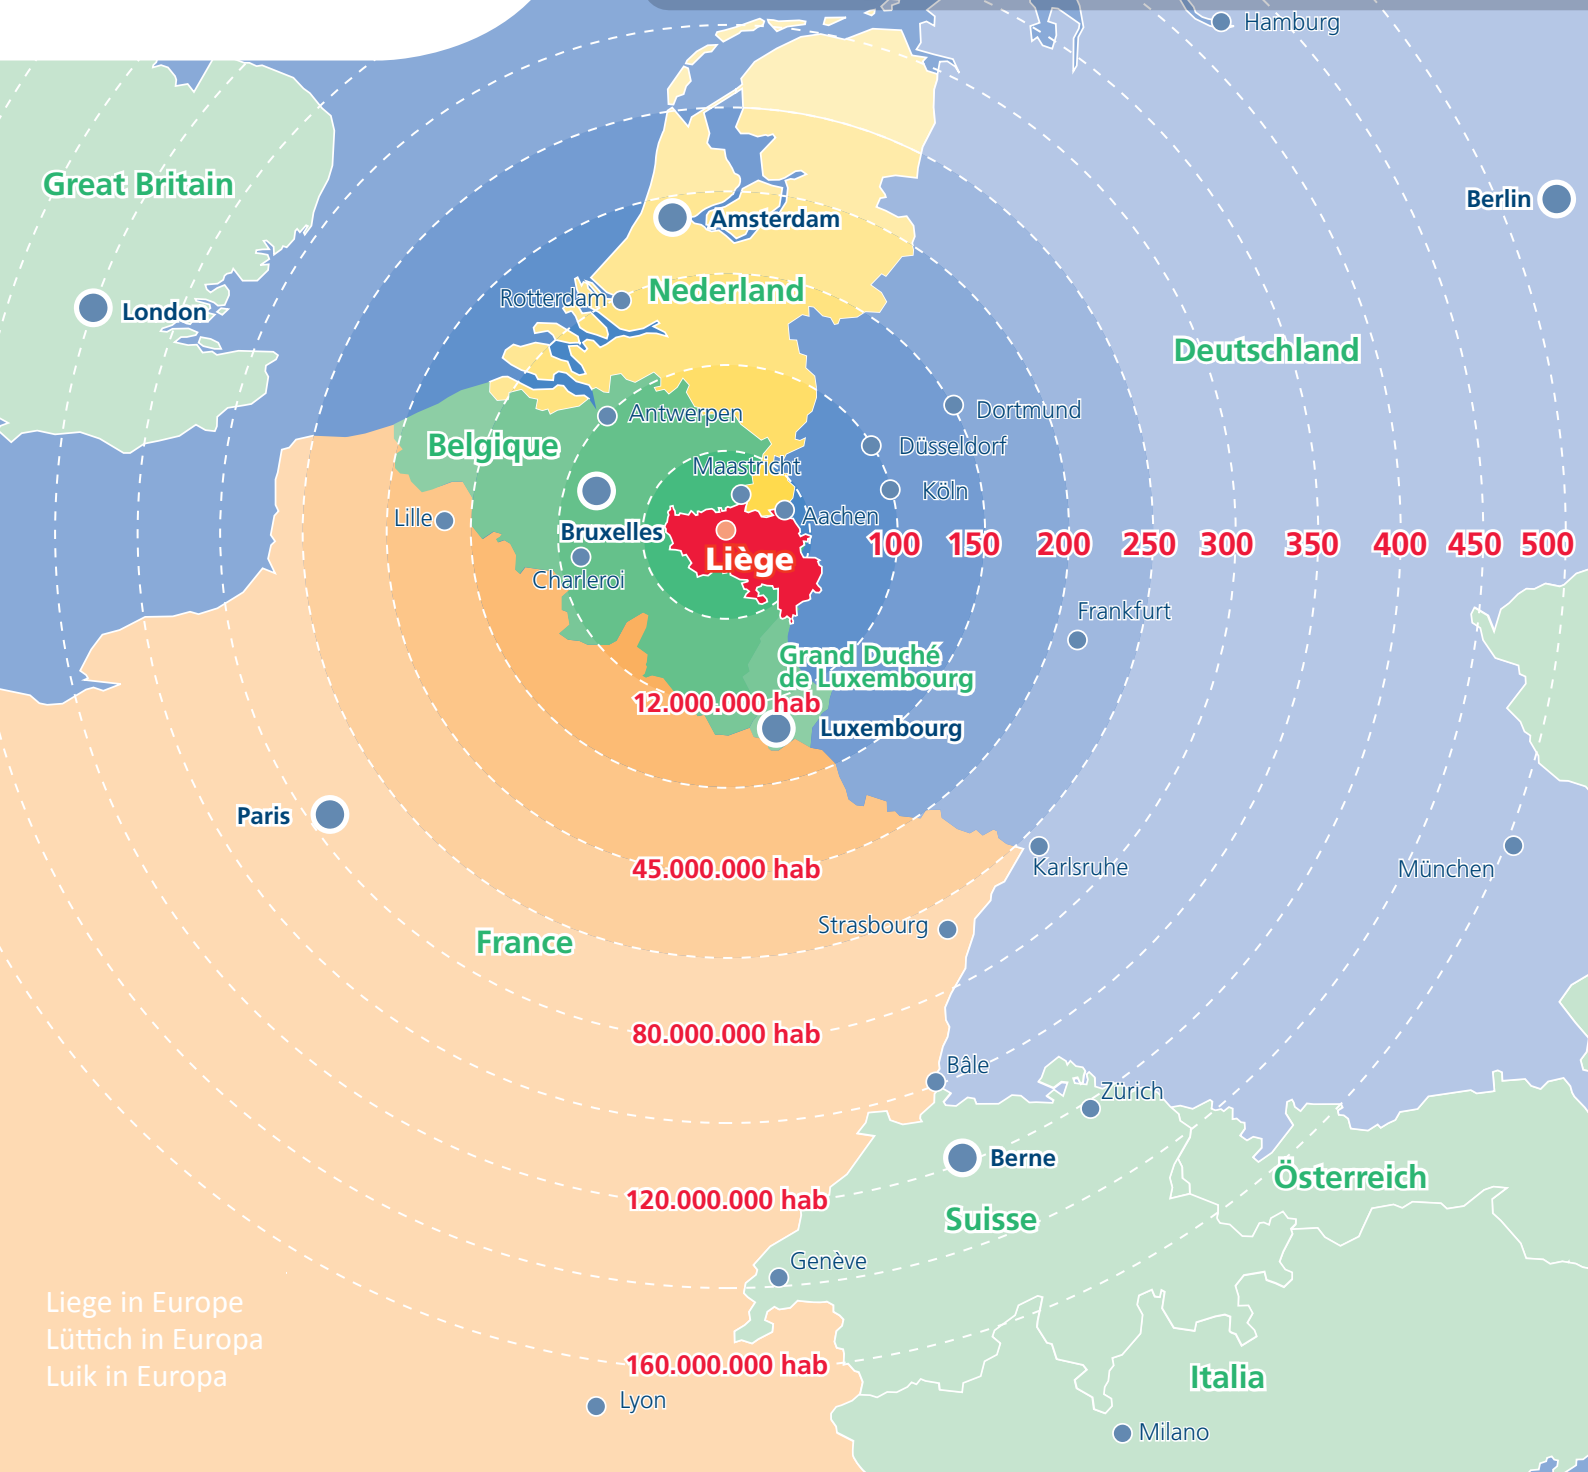 Hamburg
Great Britain
Berlin
Amsterdam
Nederland
Rotterdam
London
Deutschland
Antwerpen
Dortmund
Belgique
Düsseldorf
Maastricht
Köln
Lille
Aachen
Bruxelles
Liège
100 150 200 250 300 350 400 450 500
Charleroi
Frankfurt
Grand Duché
de Luxembourg
12.000.000 hab
Luxembourg
Paris
45.000.000 hab
Karlsruhe
München
Strasbourg
France
80.000.000 hab
Bâle
Zürich
Berne
Österreich
120.000.000 hab
Suisse
Genève
Liege in Europe
Lüttich in Europa
Luik in Europa
160.000.000 hab
Italia
Lyon
Milano